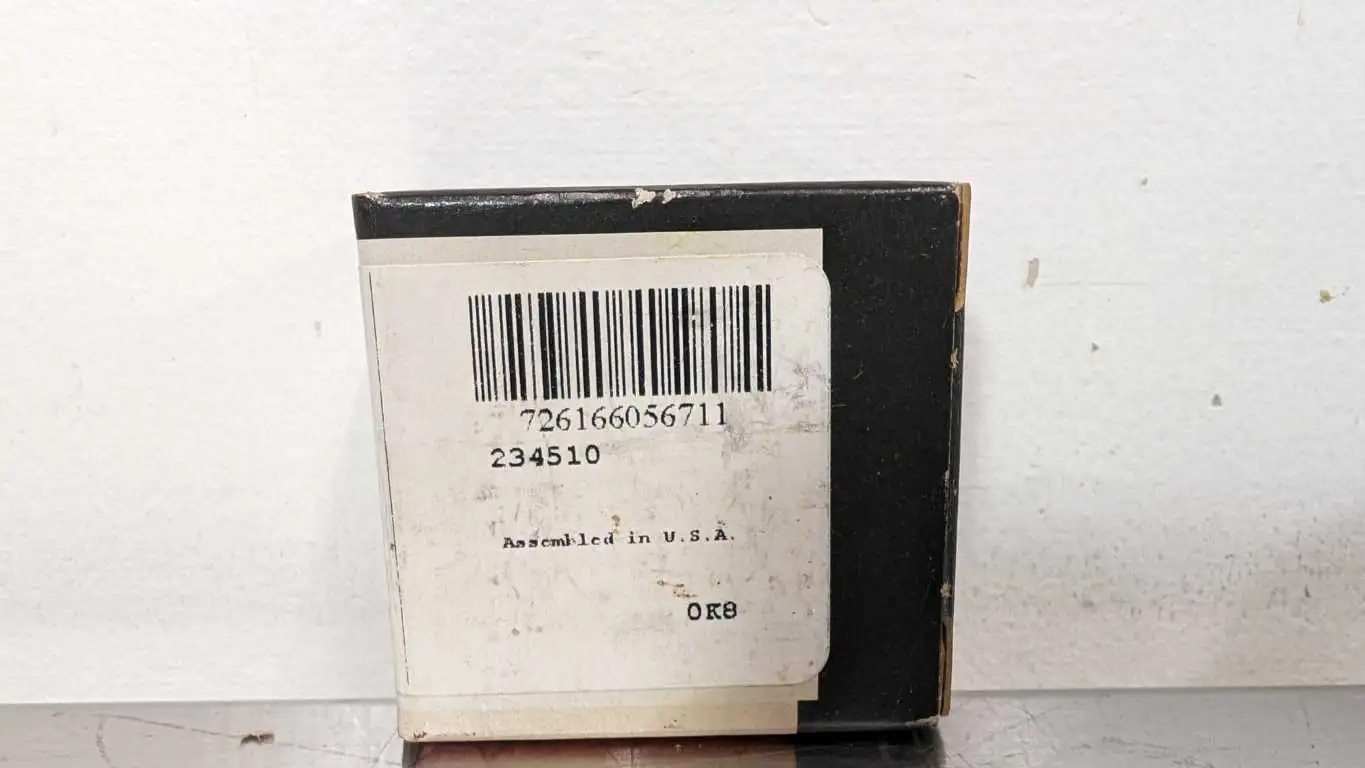 726166056711
234510
Assembled in U.S.A.
0K8